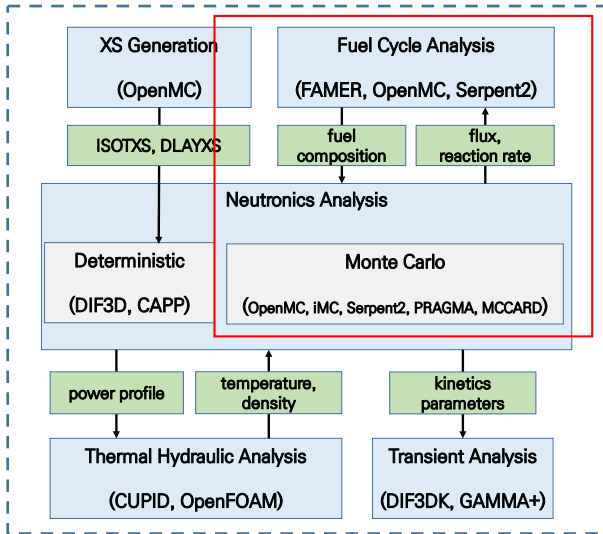 XS Generation
(OpenMC)
Fuel Cycle Analysis
(FAMER, OpenMC, Serpent2)
ISOTXS, DLAYXS
fuel
composition
flux,
reaction rate
Neutronics Analysis
Deterministic
(DIF3D, CAPP)
Monte Carlo
(OpenMC, iMC, Serpent2, PRAGMA, MCCARD)
power profile
temperature,
density
kinetics
parameters
Thermal Hydraulic Analysis
(CUPID, OpenFOAM)
Transient Analysis
(DIF3DK, GAMMA+)